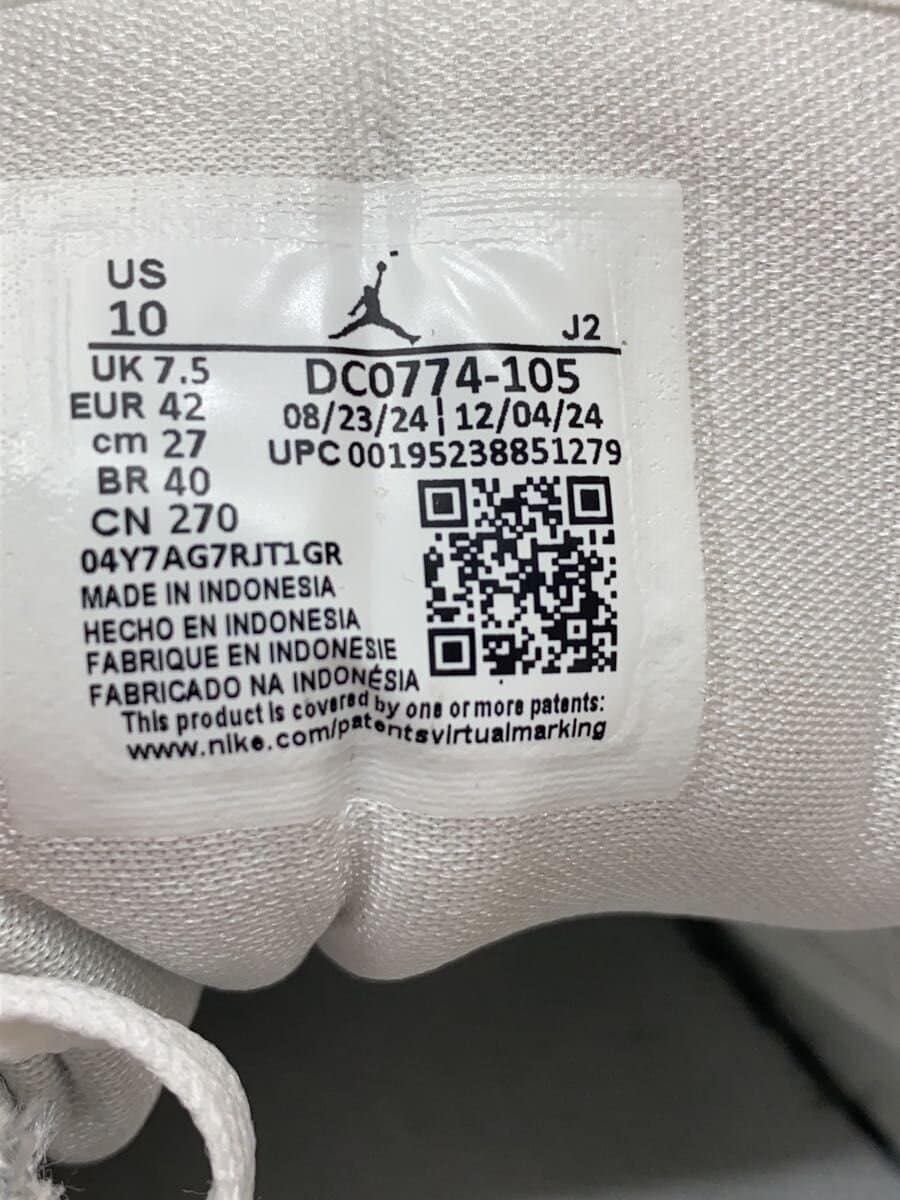 US
10
J2
UK 7.5
DC0774-105
EUR 42
08/23/24 | 12/04/24
cm 27
UPC 00195238851279
BR 40
CN 270
04Y7AG7RJT1GR
MADE IN INDONESIA
HECHO EN INDONESIA
FABRIQUE EN INDONESIE
FABRICADO NA INDONÉSIA
This product is covered by one or more patents:
www.nike.com/patentsvirtualmarking